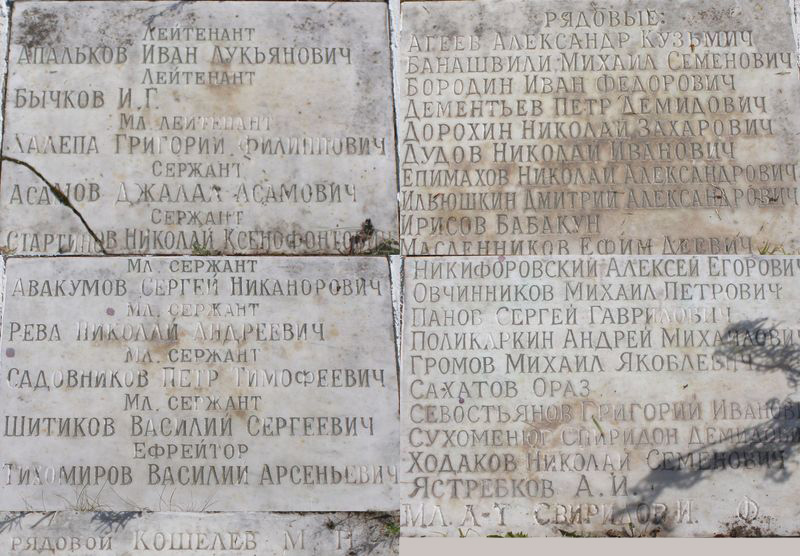 ЛЕЙТЕНАНТ
АПАЛЬКОВ ИВАН ЛУКЬЯНОВИЧ
ЛЕЙТЕНАНТ
БЫЧКОВ И.Г.
МЛ. ЛЕЙТЕНАНТ
ХАЛЕПА ГРИГОРИЙ ФИЛИППОВИЧ
СЕРЖАНТ
АСАМОВ ДЖАЛАЛ АСАМОВИЧ
СЕРЖАНТ
НИКОЛАЙ КСЕНОФОНТОВИЧ
МЛ. СЕРЖАНТ
АВАКУМОВ СЕРГЕЙ НИКАНОРОВИЧ
МЛ. СЕРЖАНТ
РЕВА НИКОЛАЙ АНДРЕЕВИЧ
МЛ. СЕРЖАНТ
САДОВНИКОВ ПЕТР ТИМОФЕЕВИЧ
МЛ. СЕРЖАНТ
ШИТИКОВ ВАСИЛИЙ СЕРГЕЕВИЧ
ЕФРЕЙТОР
ТИХОМИРОВ ВАСИЛИЙ АРСЕНЬЕВИЧ
РЯДОВОЙ КОШЕЛЕВ М
РЯДОВЫЕ:
АГЕЕВ АЛЕКСАНДР КУЗЬМИЧ
БАНАШВИЛИ МИХАИЛ СЕМЕНОВИЧ
БОРОДИН ИВАН ФЕДОРОВИЧ
ДЕМЕНТЬЕВ ПЕТР ДЕМИДОВИЧ
ДОРОХИН НИКОЛАЙ ЗАХАРОВИЧ
ДУДОВ НИКОЛАЙ ИВАНОВИЧ
ЕПИМАХОВ НИКОЛАЙ АЛЕКСАНДРОВИЧ
ИЛЬЮШКИН ДМИТРИЙ АЛЕКСАНДРОВИЧ
ИРИСОВ БАБАКУН
МАСЛЕННИКОВ ЕФИМ
НИКИФОРОВСКИЙ АЛЕКСЕЙ ЕГОРОВИЧ
ОВЧИННИКОВ МИХАИЛ ПЕТРОВИЧ
ПАНОВ СЕРГЕЙ ГАВРИЛОВИЧ
ПОЛИКАРКИН АНДРЕЙ МИХАЙЛОВИЧ
ГРОМОВ МИХАИЛ ЯКОВЛЕВИЧ
САХАТОВ ОРАЗ
СЕВОСТЬЯНОВ ГРИГОРИЙ ИВАНОВИЧ
СУХОМЕНЮГ СПИРИДОН
ХОДАКОВ НИКОЛАЙ СЕМЕНОВИЧ
ЯСТРЕБКОВ А.И.
МЛ. Л-Т СВИРИДОВ И. Ф.